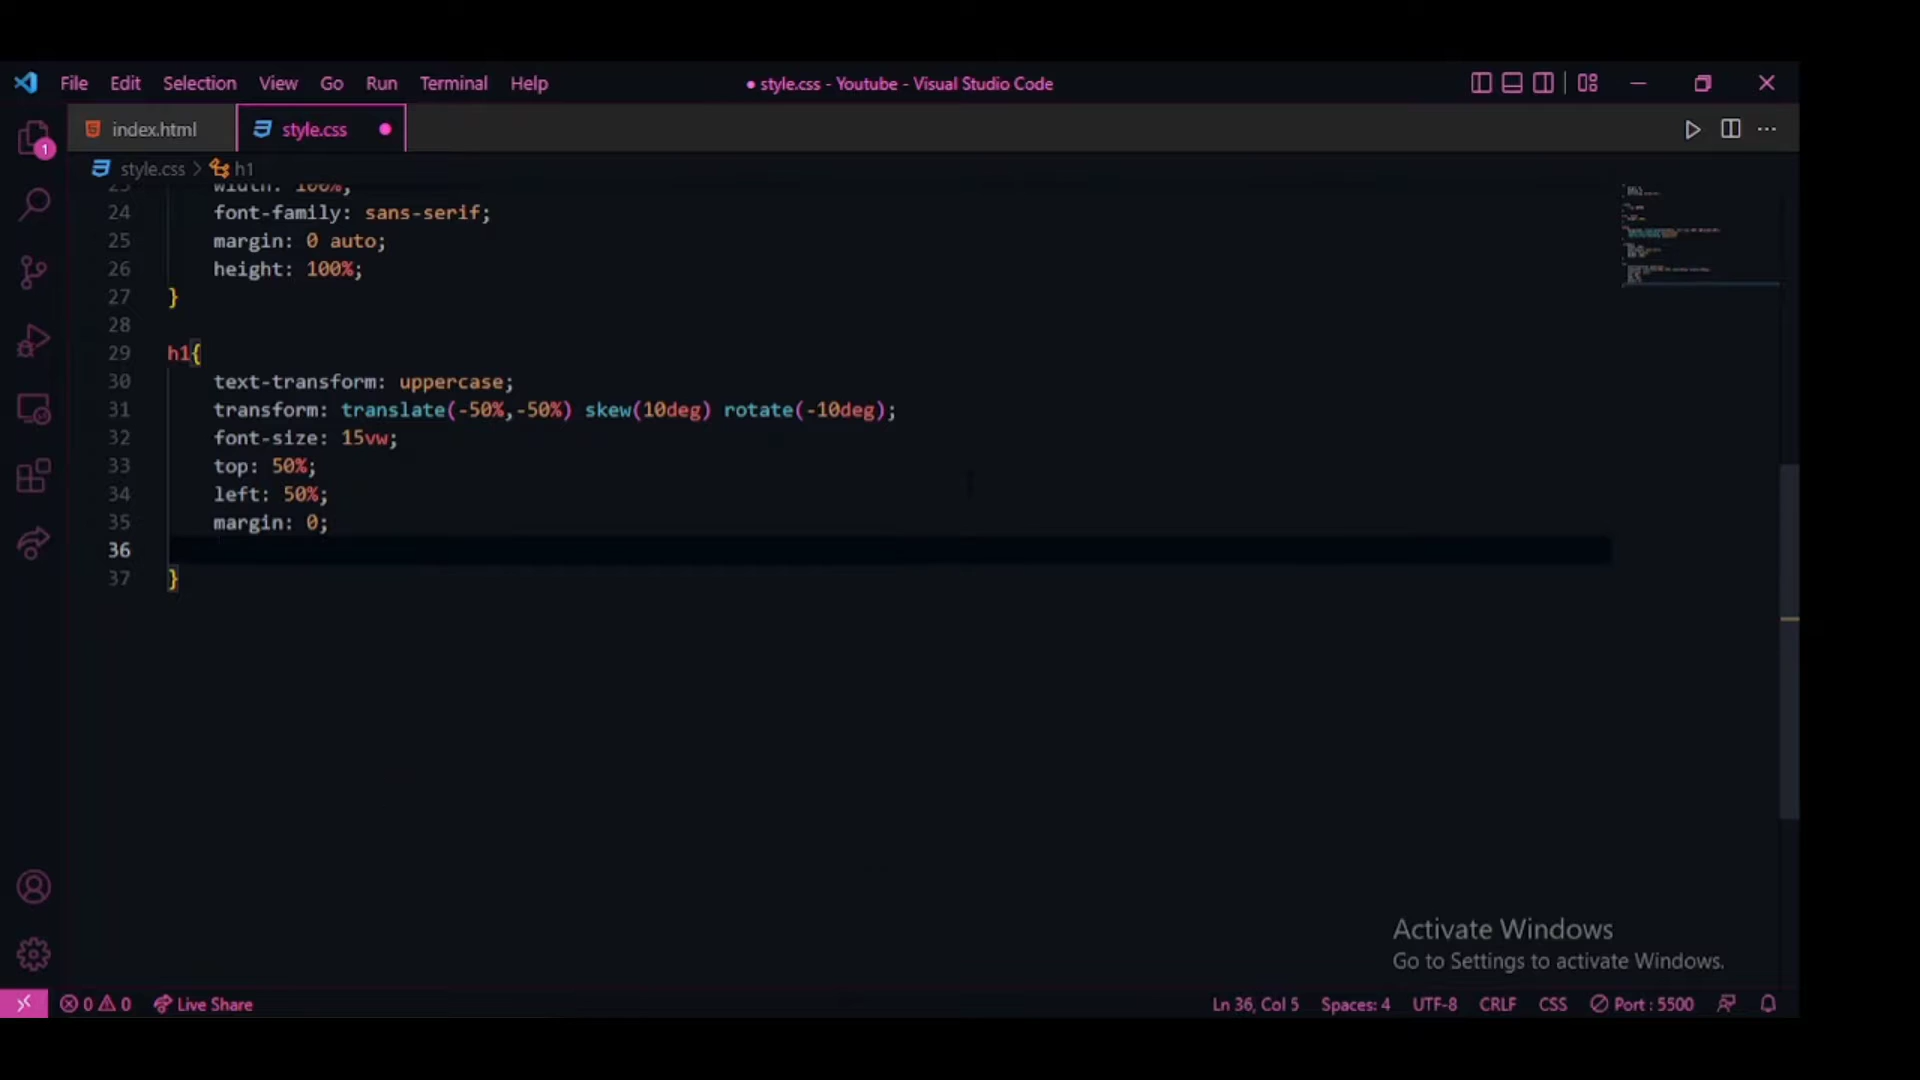 File Edit Selection View Go Run Terminal Help
● style.css - Youtube - Visual Studio Code
index.html style.css
style.css > h1
1
23 width: 100%;
24 font-family: sans-serif;
25 margin: 0 auto;
26 height: 100%;
27 }
28
29 h1{
30 text-transform: uppercase;
31 transform: translate(-50%,-50%) skew(10deg) rotate(-10deg);
32 font-size: 15vw;
33 top: 50%;
34 left: 50%;
35 margin: 0;
36
37 }
Activate Windows
Go to Settings to activate Windows.
0 0 Live Share Ln 36, Col 5 Spaces: 4 UTF-8 CRLF CSS Port : 5500